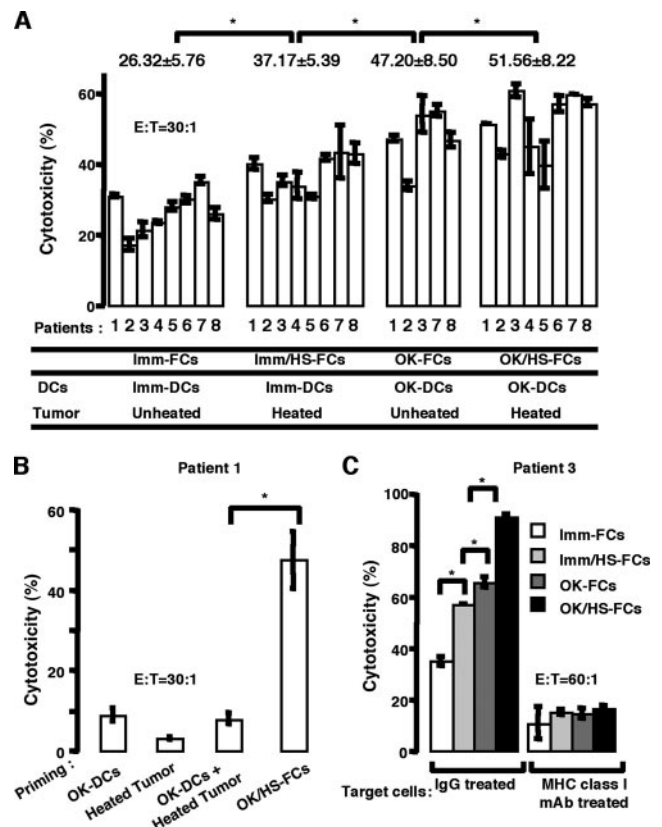 A
* * *
26.32±5.76 37.17±5.39 47.20±8.50 51.56±8.22
60
E:T=30:1
40
20
0
Cytotoxicity (%)
Patients : 1 2 3 4 5 6 7 8 1 2 3 4 5 6 7 8 1 2 3 7 8 1 2 3 4 5 6 7 8
Imm-FCs Imm/HS-FCs OK-FCs OK/HS-FCs
DCs Imm-DCs Imm-DCs OK-DCs OK-DCs
Tumor Unheated Heated Unheated Heated
B
Patient 1
60
*
40
20
E:T=30:1
0
Cytotoxicity (%)
Priming :
OK-DCs
Heated Tumor
OK-DCs +
Heated Tumor
OK/HS-FCs
C
Patient 3
100
*
80
*
*
60
40
20
0
Cytotoxicity (%)
Imm-FCs
Imm/HS-FCs
OK-FCs
OK/HS-FCs
E:T=60:1
Target cells : IgG treated MHC class I
mAb treated